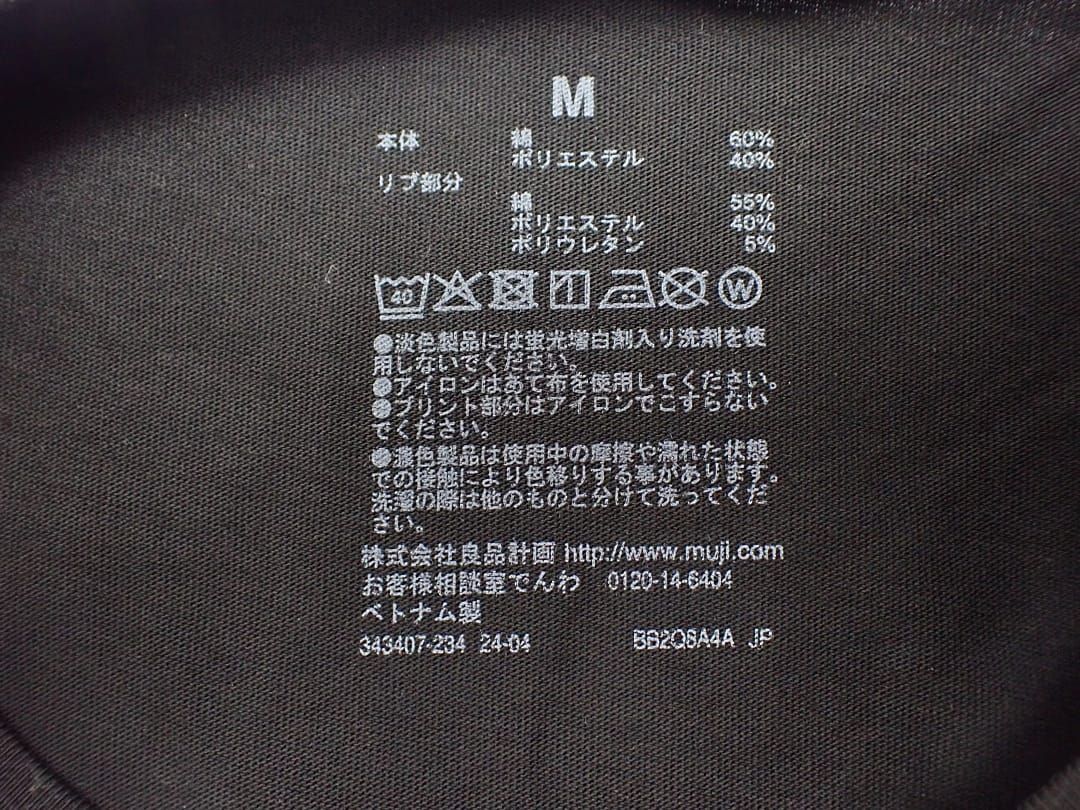 M
本体 綿 60%
ポリエステル 40%
リブ部分
綿 55%
ポリエステル 40%
ポリウレタン 5%
40 W
●淡色製品には蛍光増白剤入り洗剤を使
用しないでください。
●アイロンはあて布を使用してください。
●プリント部分はアイロンでこすらない
でください。
●濃色製品は使用中の摩擦や濡れた状態
での接触により色移りする事があります。
洗濯の際は他のものと分けて洗ってくだ
さい。
株式会社良品計画 http://www.muji.com
お客様相談室でんわ 0120-14-6404
ベトナム製
343407-234 24-04 BB2Q8A4A JP